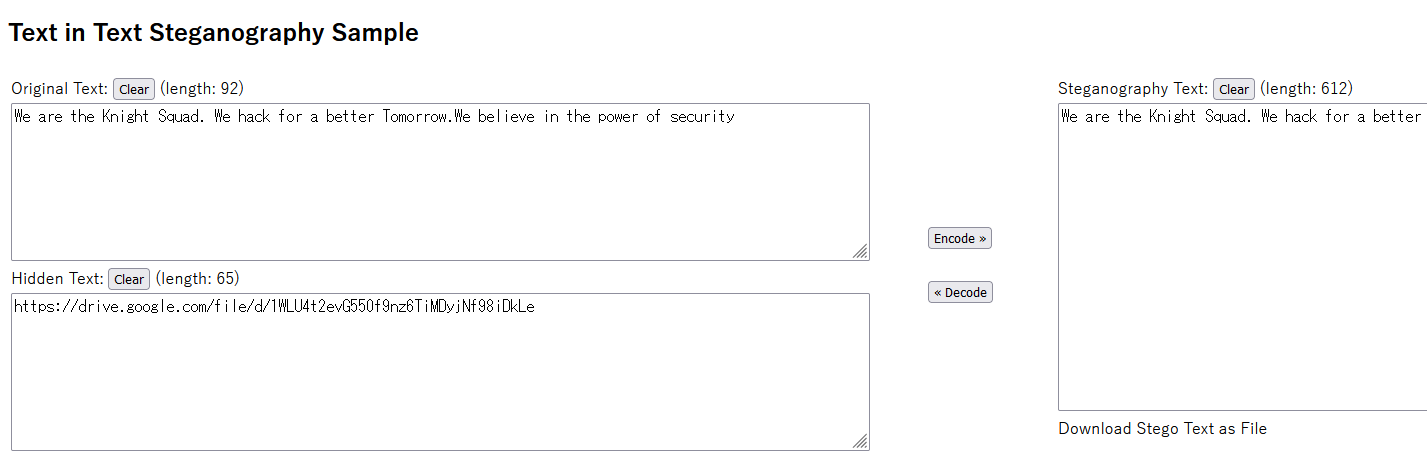 Text in Text Steganography Sample
Original Text: Clear (length: 92)
We are the Knight Squad. We hack for a better Tomorrow.We believe in the power of security
Hidden Text: Clear (length: 65)
https://drive.google.com/file/d/1WLU4t2evG550f9nz6TiMDyjNf98iDkLe
Encode »
« Decode
Steganography Text: Clear (length: 612)
We are the Knight Squad. We hack for a better
Download Stego Text as File